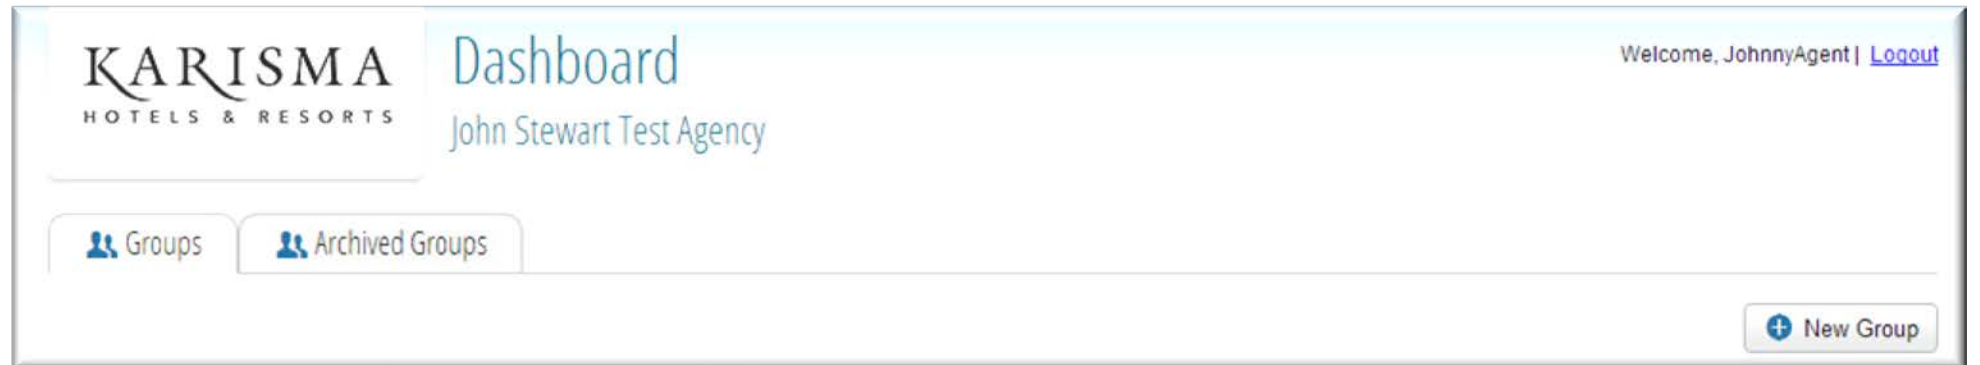 KARISMA
HOTELS & RESORTS
Dashboard
John Stewart Test Agency
Welcome, JohnnyAgent | Logout
Groups
Archived Groups
New Group